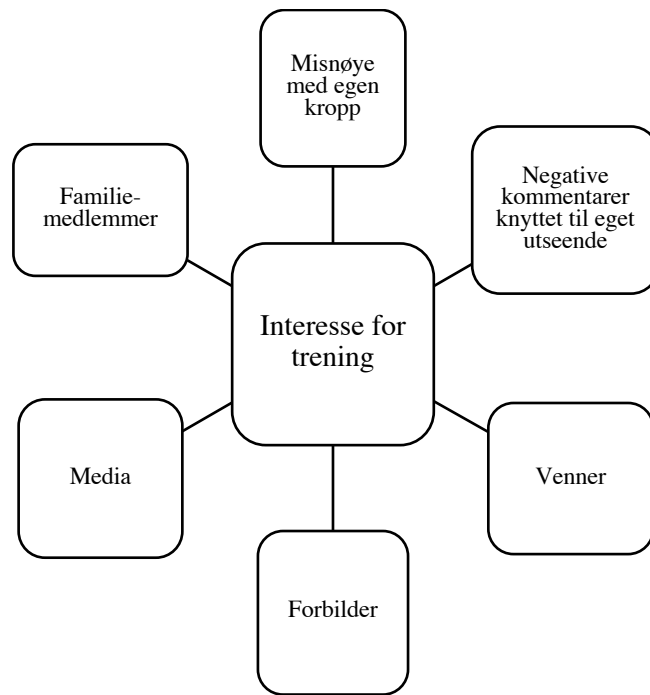 Misnøye
med egen
kropp
Negative
kommentarer
knyttet til eget
utseende
Familie-
medlemmer
Interesse for
trening
Media
Venner
Forbilder